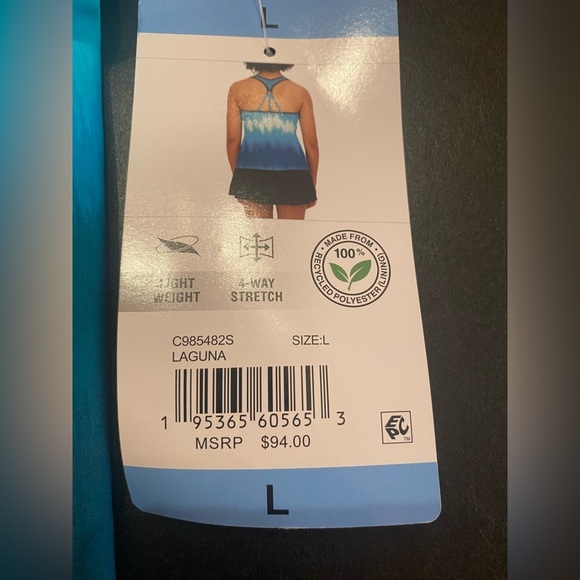 L
LIGHT WEIGHT
4-WAY STRETCH
• MADE FROM •
100%
RECYCLED POLYESTER (LINING)
C985482S SIZE:L
LAGUNA
1 95365 60565 3
MSRP $94.00
EPC™
L